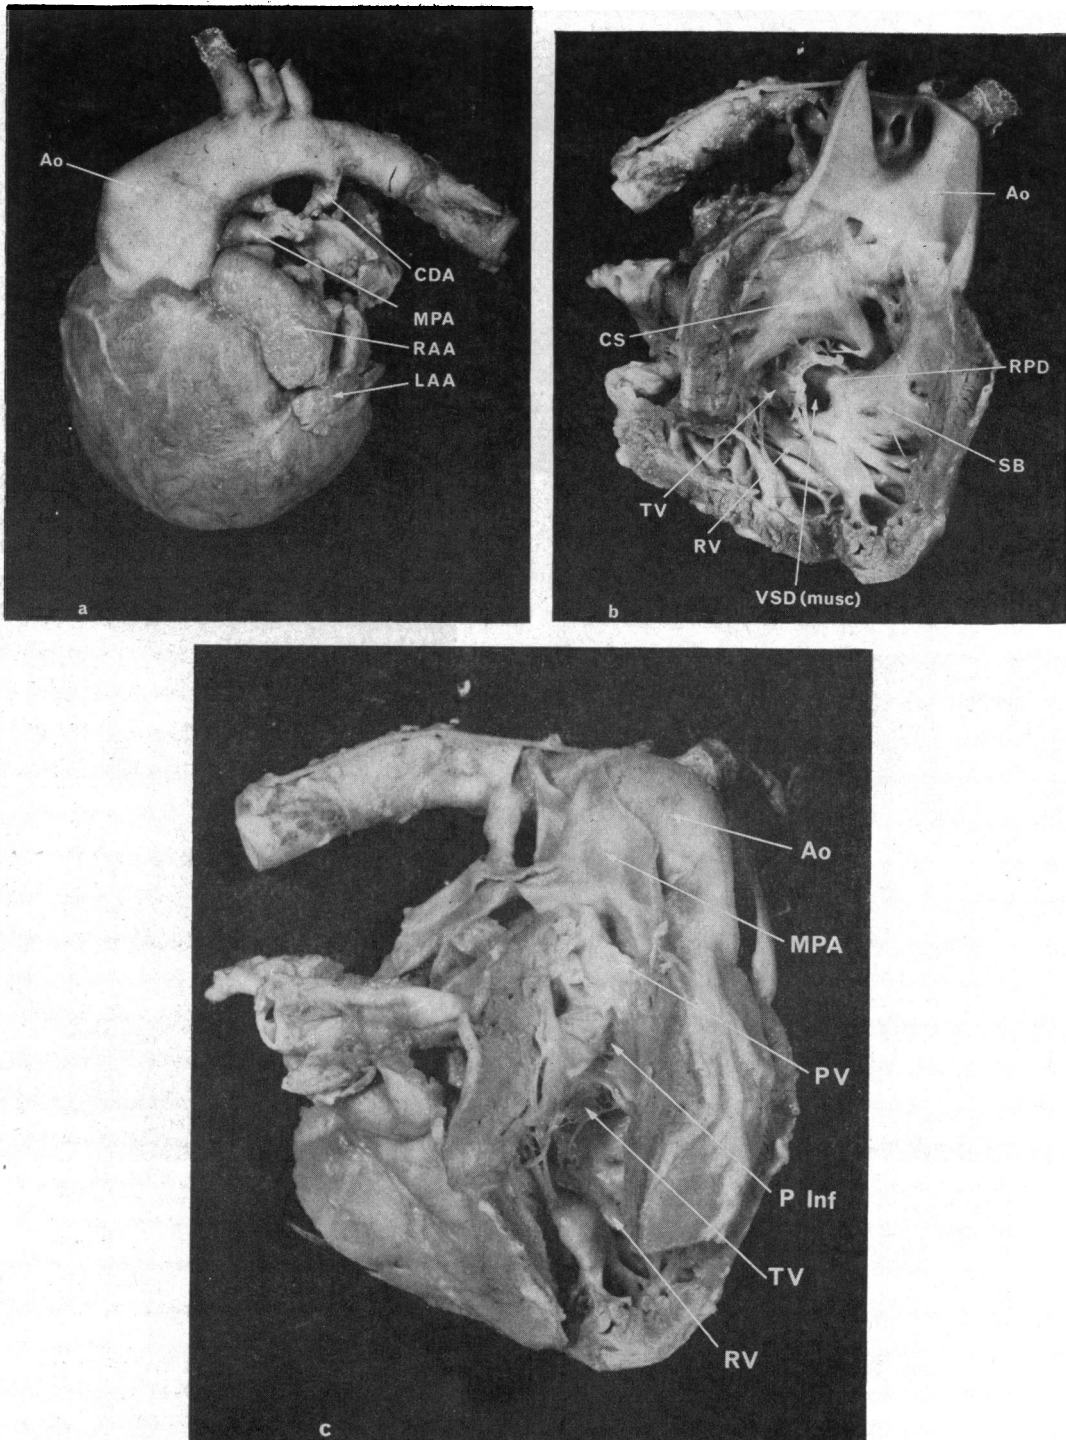 Ao
CDA
MPA
RAA
LAA
a
Ao
CS
RPD
SB
TV
RV
VSD (musc)
b
Ao
MPA
PV
P Inf
TV
RV
c